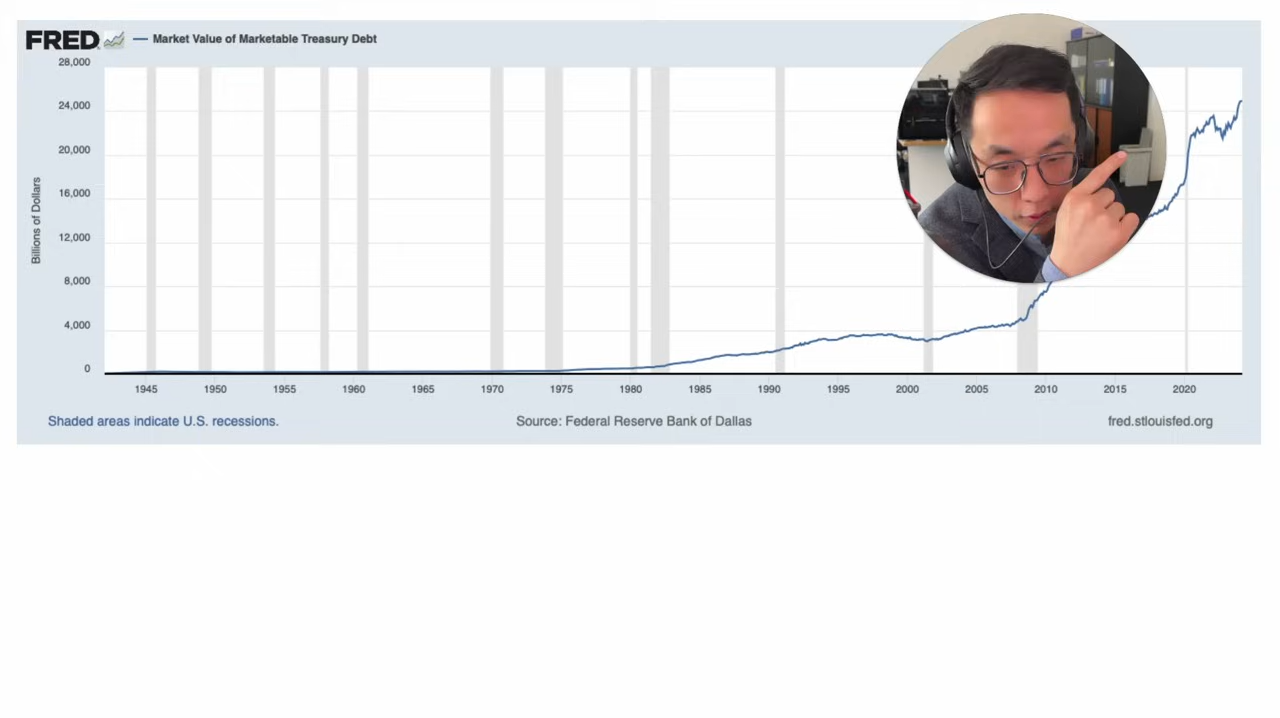 FRED
Market Value of Marketable Treasury Debt
28,000
24,000
20,000
16,000
12,000
8,000
4,000
0
Billions of Dollars
1945 1950 1955 1960 1965 1970 1975 1980 1985 1990 1995 2000 2005 2010 2015 2020
Shaded areas indicate U.S. recessions. Source: Federal Reserve Bank of Dallas fred.stlouisfed.org